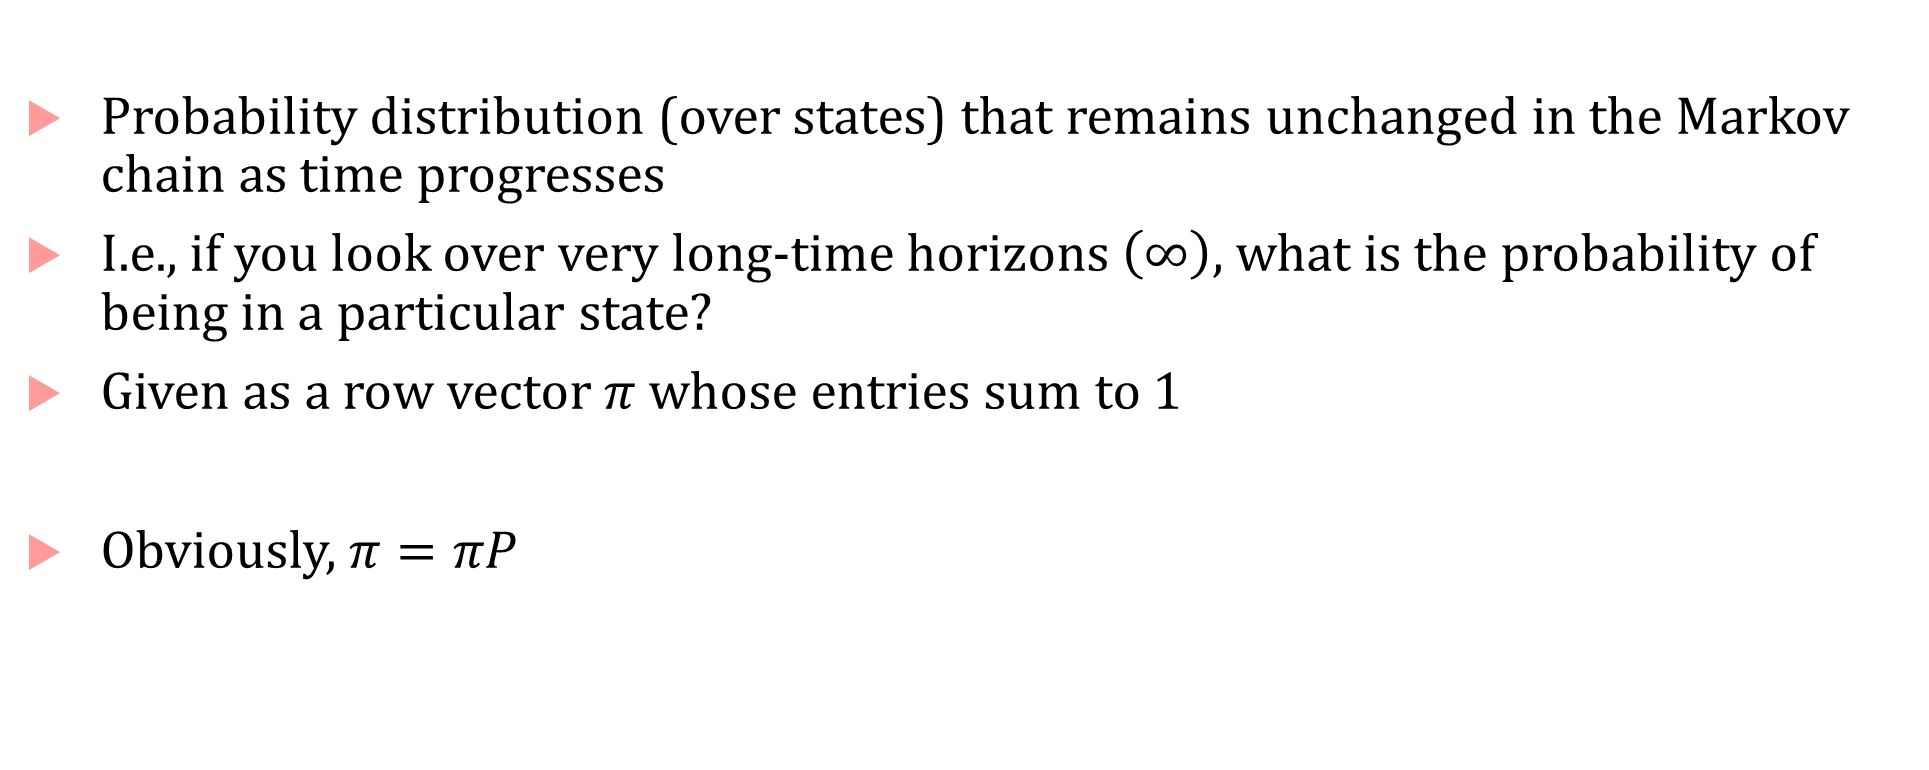 Probability distribution (over states) that remains unchanged in the Markov
chain as time progresses
I.e., if you look over very long-time horizons (∞), what is the probability of
being in a particular state?
Given as a row vector 𝜋 whose entries sum to 1
Obviously, 𝜋 = 𝜋𝑃